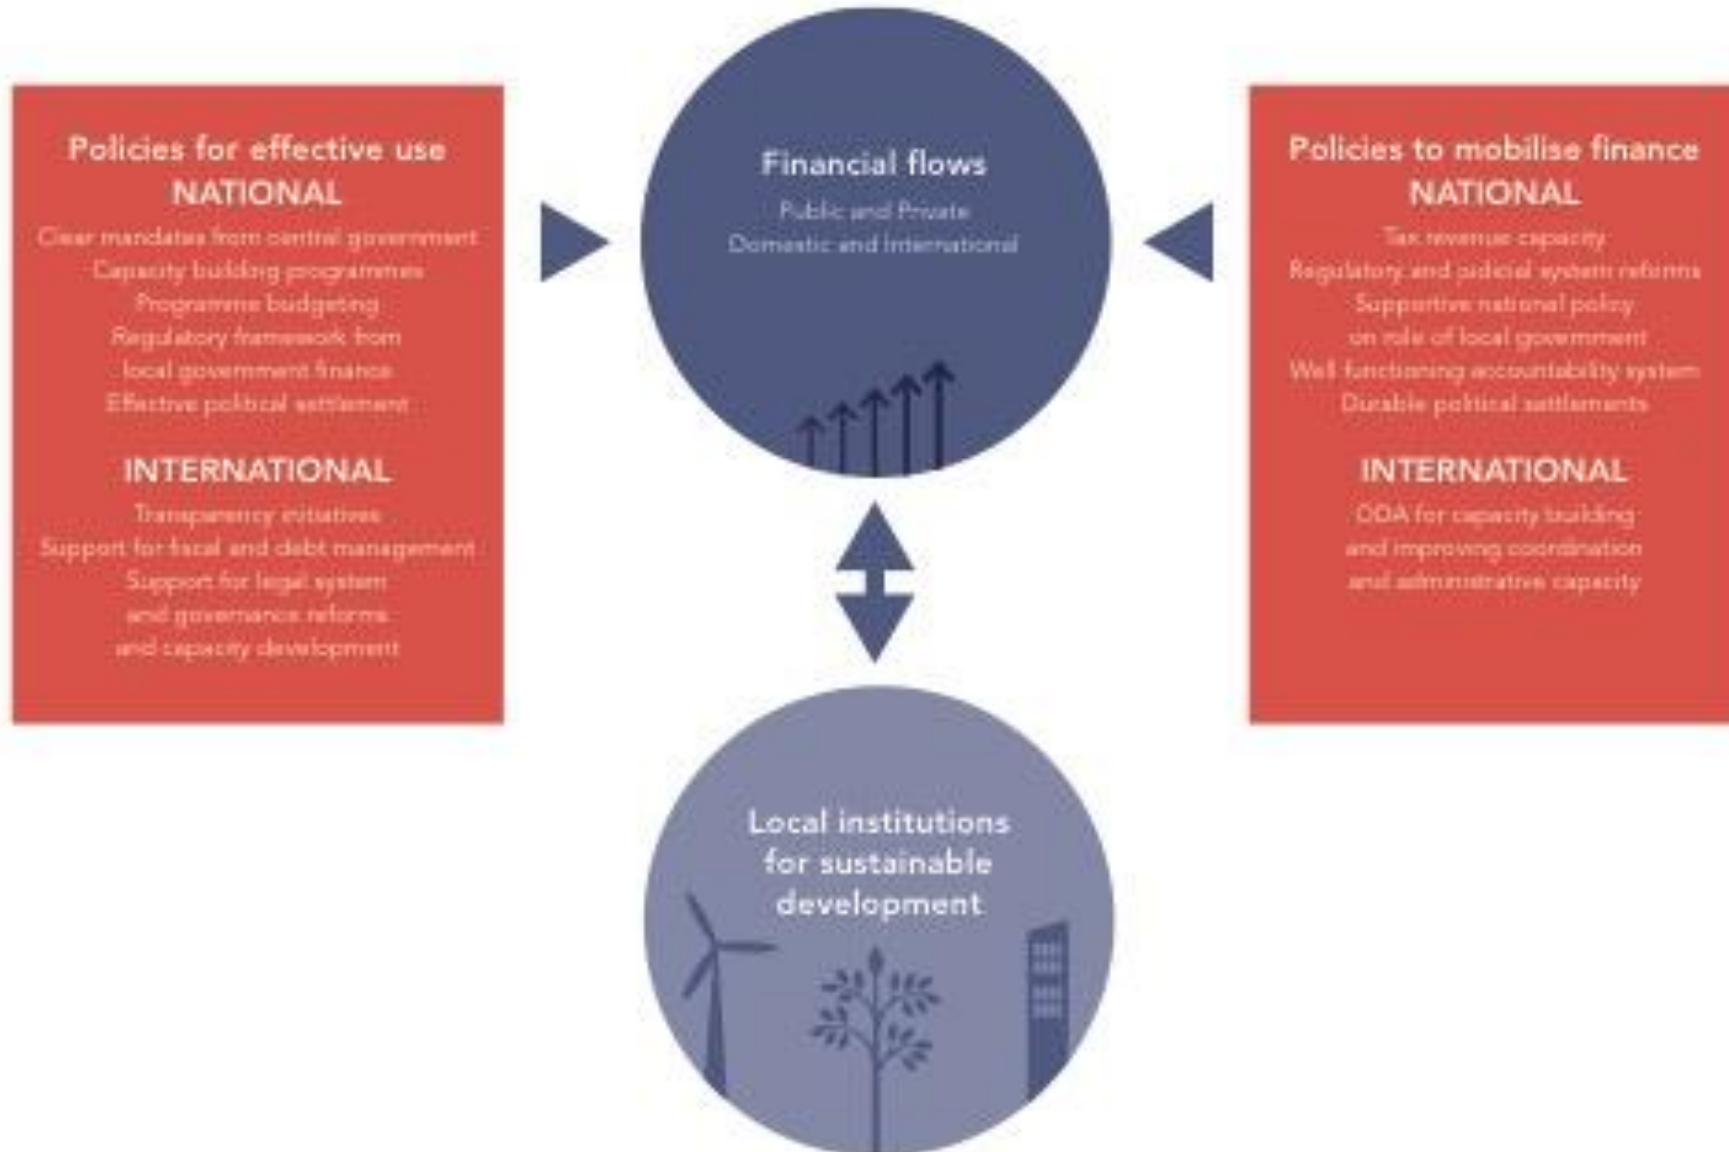 Policies for effective use
NATIONAL
Clear mandates from central government
Capacity building programmes
Programme budgeting
Regulatory framework from
local government finance
Effective political settlement
INTERNATIONAL
Transparency initiatives
Support for fiscal and debt management
Support for legal system
and governance reforms
and capacity development
Financial flows
Public and Private
Domestic and International
Policies to mobilise finance
NATIONAL
Tax revenue capacity
Regulatory and judicial system reforms
Supportive national policy
on role of local government
Well functioning accountability system
Durable political settlements
INTERNATIONAL
ODA for capacity building
and improving coordination
and administrative capacity
Local institutions
for sustainable
development